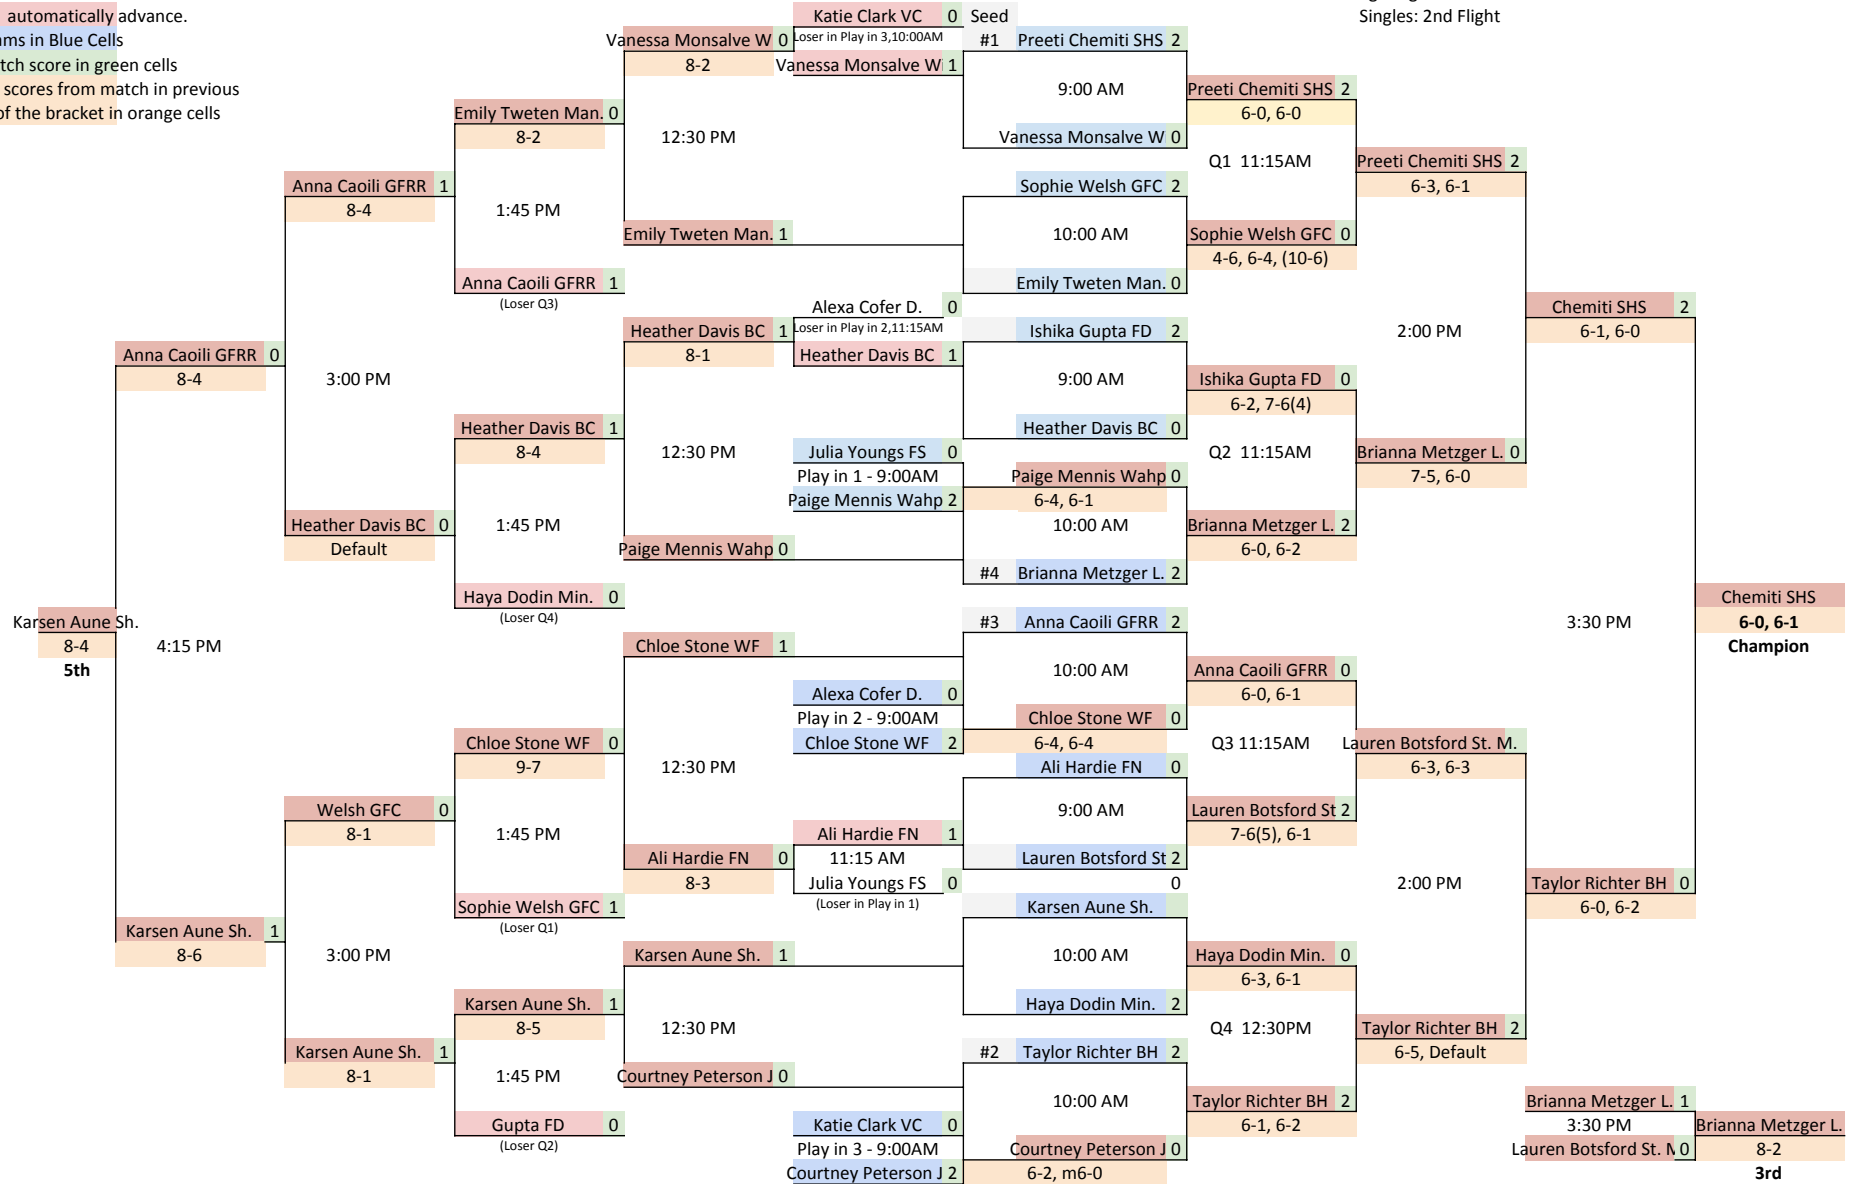 automatically advance.
ms in Blue Cells
tch score in green cells
scores from match in previous
of the bracket in orange cells
Singles: 2nd Flight
Katie Clark VC 0 Seed
Vanessa Monsalve W 0 Loser in Play in 3,10:00AM #1 Preeti Chemiti SHS 2
8-2 Vanessa Monsalve W 1
9:00 AM Preeti Chemiti SHS 2
Emily Tweten Man. 0 6-0, 6-0
8-2 12:30 PM Vanessa Monsalve W 0
Q1 11:15AM Preeti Chemiti SHS 2
Anna Caoili GFRR 1 Sophie Welsh GFC 2 6-3, 6-1
8-4 1:45 PM
Emily Tweten Man. 1 10:00 AM Sophie Welsh GFC 0
4-6, 6-4, (10-6)
Anna Caoili GFRR 1 Emily Tweten Man. 0
(Loser Q3) Alexa Cofer D. 0 Chemiti SHS 2
Heather Davis BC 1 Loser in Play in 2,11:15AM Ishika Gupta FD 2 2:00 PM 6-1, 6-0
Anna Caoili GFRR 0 8-1 Heather Davis BC 1
8-4 3:00 PM 9:00 AM Ishika Gupta FD 0
6-2, 7-6(4)
Heather Davis BC 1 Heather Davis BC 0
8-4 12:30 PM Julia Youngs FS 0 Q2 11:15AM Brianna Metzger L. 0
Play in 1 - 9:00AM Paige Mennis Wahp 0 7-5, 6-0
Paige Mennis Wahp 2 6-4, 6-1
Heather Davis BC 0 1:45 PM 10:00 AM Brianna Metzger L. 2
Default Paige Mennis Wahp 0 6-0, 6-2
#4 Brianna Metzger L. 2
Haya Dodin Min. 0 Chemiti SHS
Karsen Aune Sh. (Loser Q4) #3 Anna Caoili GFRR 2 3:30 PM 6-0, 6-1
8-4 4:15 PM Chloe Stone WF 1 Champion
5th 10:00 AM Anna Caoili GFRR 0
Alexa Cofer D. 0 6-0, 6-1
Play in 2 - 9:00AM Chloe Stone WF 0
Chloe Stone WF 0 Chloe Stone WF 2 6-4, 6-4 Q3 11:15AM Lauren Botsford St. M.
9-7 12:30 PM Ali Hardie FN 0 6-3, 6-3
Welsh GFC 0 9:00 AM Lauren Botsford St 2
8-1 1:45 PM Ali Hardie FN 1 7-6(5), 6-1
Ali Hardie FN 0 11:15 AM Lauren Botsford St 2
8-3 Julia Youngs FS 0 0 2:00 PM Taylor Richter BH 0
Sophie Welsh GFC 1 (Loser in Play in 1) Karsen Aune Sh. 6-0, 6-2
Karsen Aune Sh. 1 (Loser Q1)
8-6 3:00 PM Karsen Aune Sh. 1 10:00 AM Haya Dodin Min. 0
6-3, 6-1
Karsen Aune Sh. 1 Haya Dodin Min. 2
8-5 12:30 PM Q4 12:30PM Taylor Richter BH 2
Karsen Aune Sh. 1 #2 Taylor Richter BH 2 6-5, Default
8-1 1:45 PM Courtney Peterson J 0
10:00 AM Taylor Richter BH 2 Brianna Metzger L. 1
Gupta FD 0 Katie Clark VC 0 6-1, 6-2 3:30 PM Brianna Metzger L.
(Loser Q2) Play in 3 - 9:00AM Courtney Peterson J 0 Lauren Botsford St. M 0 8-2
Courtney Peterson J 2 6-2, m6-0 3rd